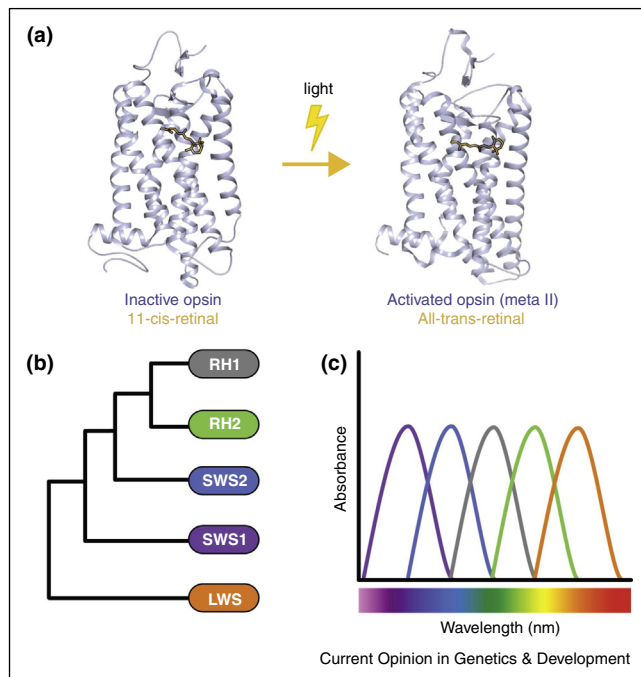 (a)
light
Inactive opsin
11-cis-retinal
Activated opsin (meta II)
All-trans-retinal
(b)
RH1
RH2
SWS2
SWS1
LWS
(c)
Absorbance
Wavelength (nm)
Current Opinion in Genetics & Development